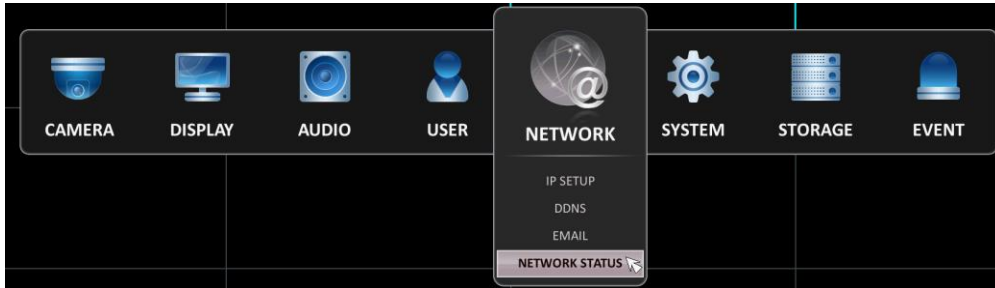 CAMERA
DISPLAY
AUDIO
USER
NETWORK
SYSTEM
STORAGE
EVENT
IP SETUP
DDNS
EMAIL
NETWORK STATUS